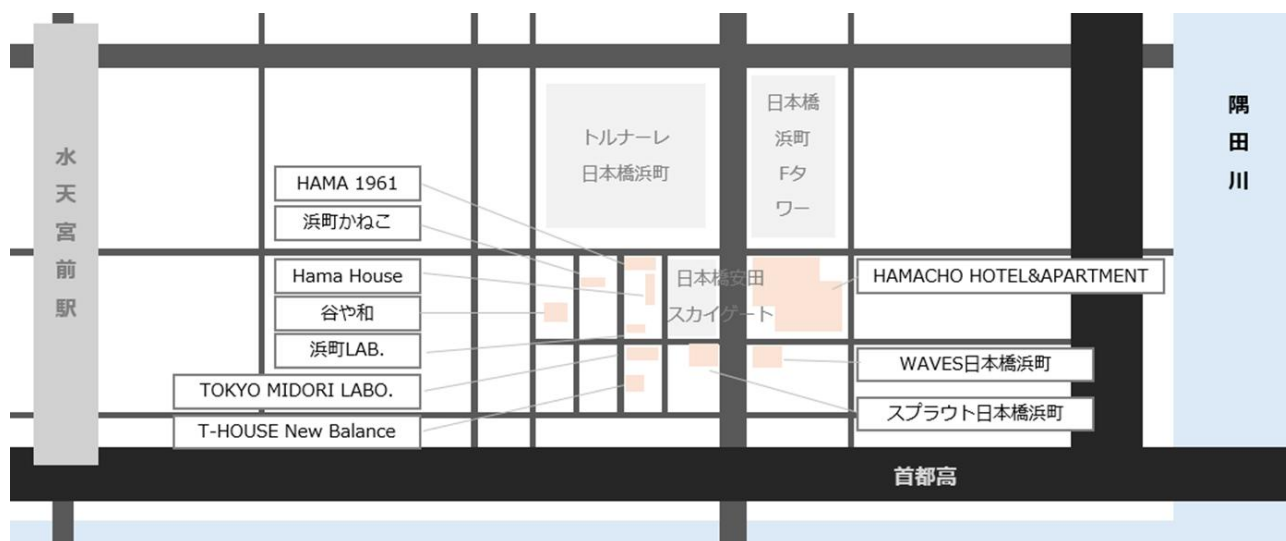 水天宮前駅
隅田川
トルナーレ
日本橋浜町
日本橋
浜町
Fタ
ワー
HAMA 1961
浜町かねこ
Hama House
谷や和
浜町LAB.
TOKYO MIDORI LABO.
T-HOUSE New Balance
日本橋安田
スカイゲート
HAMACHO HOTEL&APARTMENT
WAVES日本橋浜町
スプラウト日本橋浜町
首都高